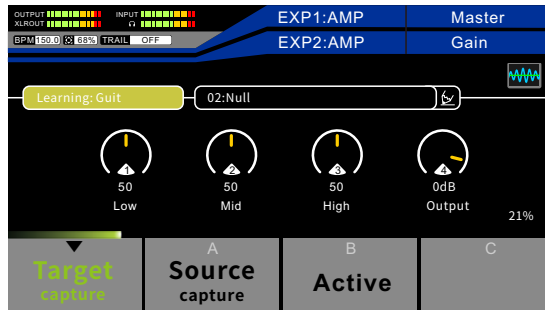 OUTPUT INPUT
XLROUT
EXP1:AMP Master
BPM 150.0 68% TRAIL OFF
EXP2:AMP Gain
Learning: Guit 02:Null
1 2 3 4
50 50 50 0dB
Low Mid High Output
21%
A B C
Target Source Active
capture capture